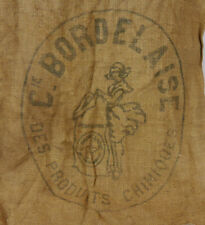 Cie BORDELAISE
DES PRODUITS CHIMIQUES